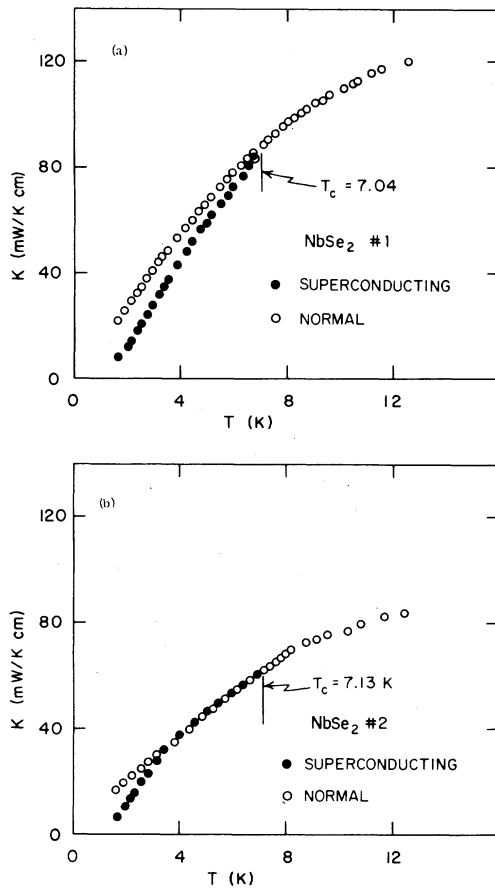 (a)
120
80
40
0
K (mW/K cm)
T_c = 7.04
NbSe₂ #1
● SUPERCONDUCTING
○ NORMAL
0 4 8 12
T (K)
(b)
120
80
40
0
K (mW/K cm)
T_c = 7.13 K
NbSe₂ #2
● SUPERCONDUCTING
○ NORMAL
0 4 8 12
T (K)